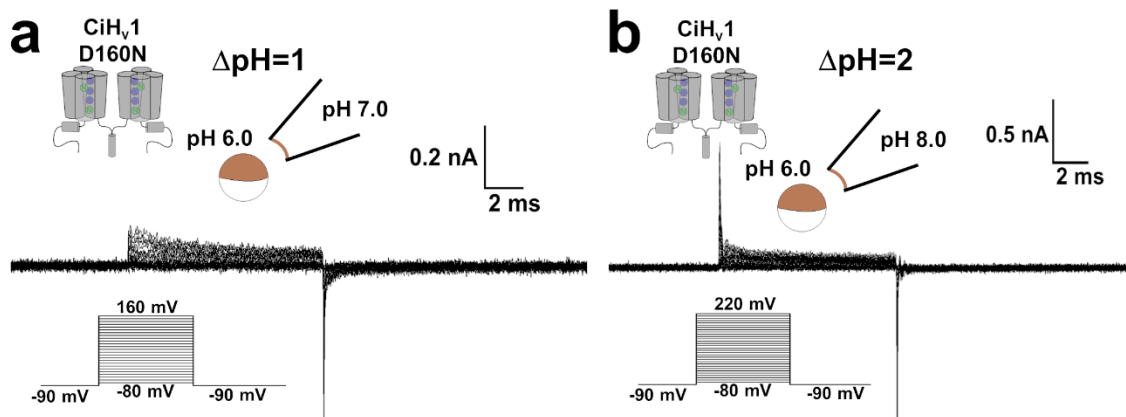 a
CiHv1
D160N
ΔpH=1
pH 7.0
pH 6.0
0.2 nA
2 ms
160 mV
-90 mV
-80 mV
-90 mV
b
CiHv1
D160N
ΔpH=2
pH 8.0
pH 6.0
0.5 nA
2 ms
220 mV
-90 mV
-80 mV
-90 mV